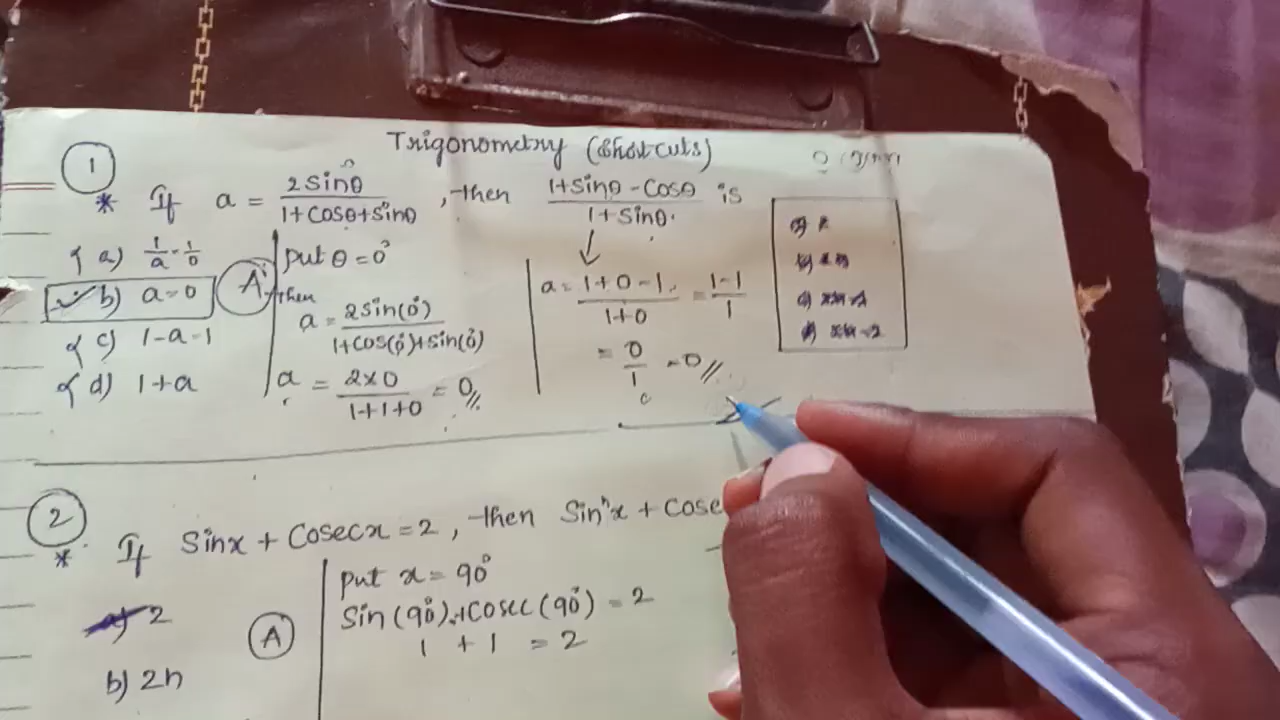 Trigonometry (Shortcuts)
1
* If a = 2sinθ / 1+cosθ+sinθ , then 1+sinθ-cosθ / 1+sinθ. is
a) 1/a = 1/0
b) a=0
c) 1-a=1
d) 1+a
A:
put θ=0°
then
a = 2sin(0°) / 1+cos(0°)+sin(0°)
a = 2×0 / 1+1+0 = 0//
a = 1+0-1 / 1+0 = 1-1 / 1
= 0/1 = 0//
2
* If Sinx + Cosecx = 2, then Sinⁿx + Cose
a) 2
b) 2n
A
put x = 90°
Sin(90°)+Cosec(90°) = 2
1 + 1 = 2